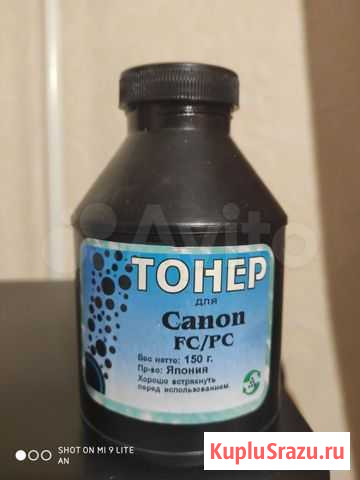 Avito
ТОНЕР
для
Canon
FC/PC
Вес нетто: 150 г.
Пр-во: Япония
Хорошо встряхнуть
перед использованием.
SHOT ON MI 9 LITE
AN
KupluSrazu.ru